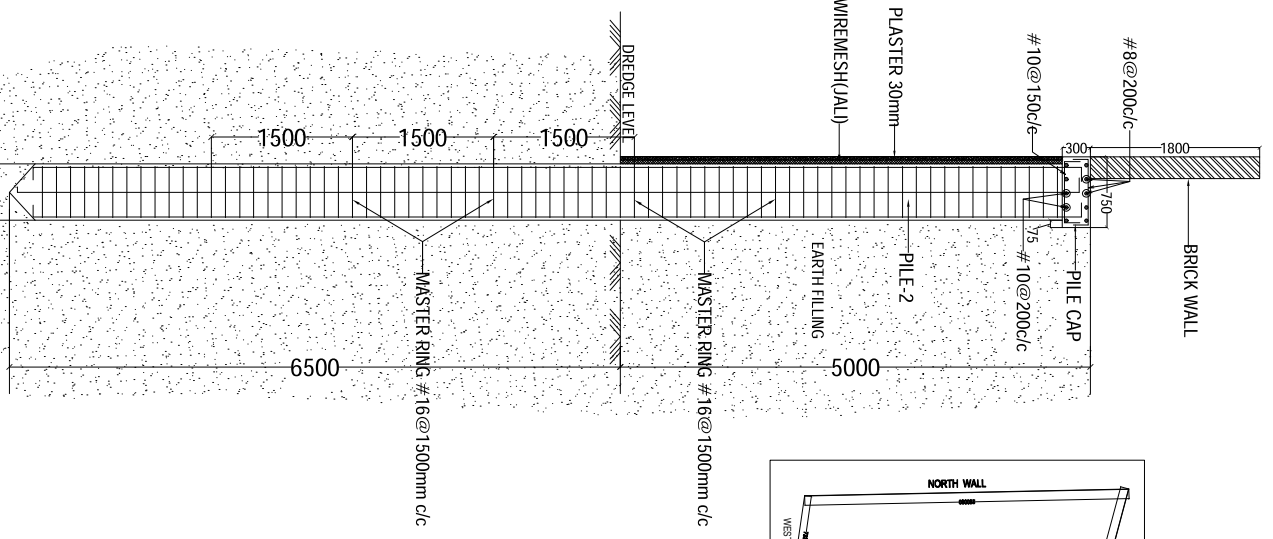 #8@200c/c
#10@150c/c
PLASTER 30mm
WIREMESH(JALI)
DREDGE LEVEL
1500
1500
1500
300
1800
750
75
BRICK WALL
PILE CAP
#10@200c/c
PILE-2
EARTH FILLING
MASTER RING #16@1500mm c/c
MASTER RING #16@1500mm c/c
6500
5000
NORTH WALL
WEST